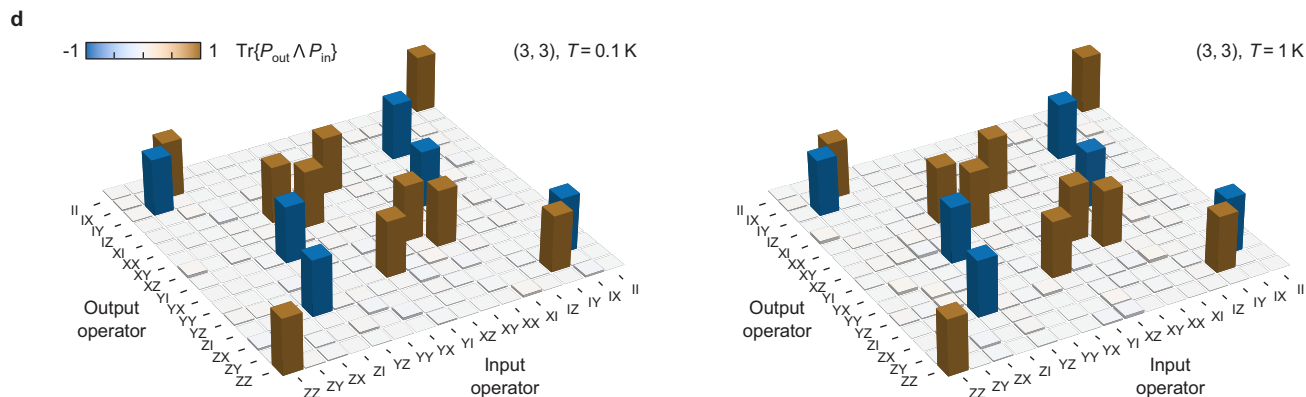 d
-1 1 Tr{P_out Λ P_in} (3, 3), T = 0.1 K
(3, 3), T = 1 K
II
IX
IY
IZ
XI
XX
XY
XZ
YI
YX
YY
YZ
ZI
ZX
ZY
ZZ
Output
operator
ZZ
ZY
ZX
ZI
YZ
YY
YX
YI
XZ
XY
XX
XI
IZ
IY
IX
II
Input
operator
II
IX
IY
IZ
XI
XX
XY
XZ
YI
YX
YY
YZ
ZI
ZX
ZY
ZZ
Output
operator
ZZ
ZY
ZX
ZI
YZ
YY
YX
YI
XZ
XY
XX
XI
IZ
IY
IX
II
Input
operator